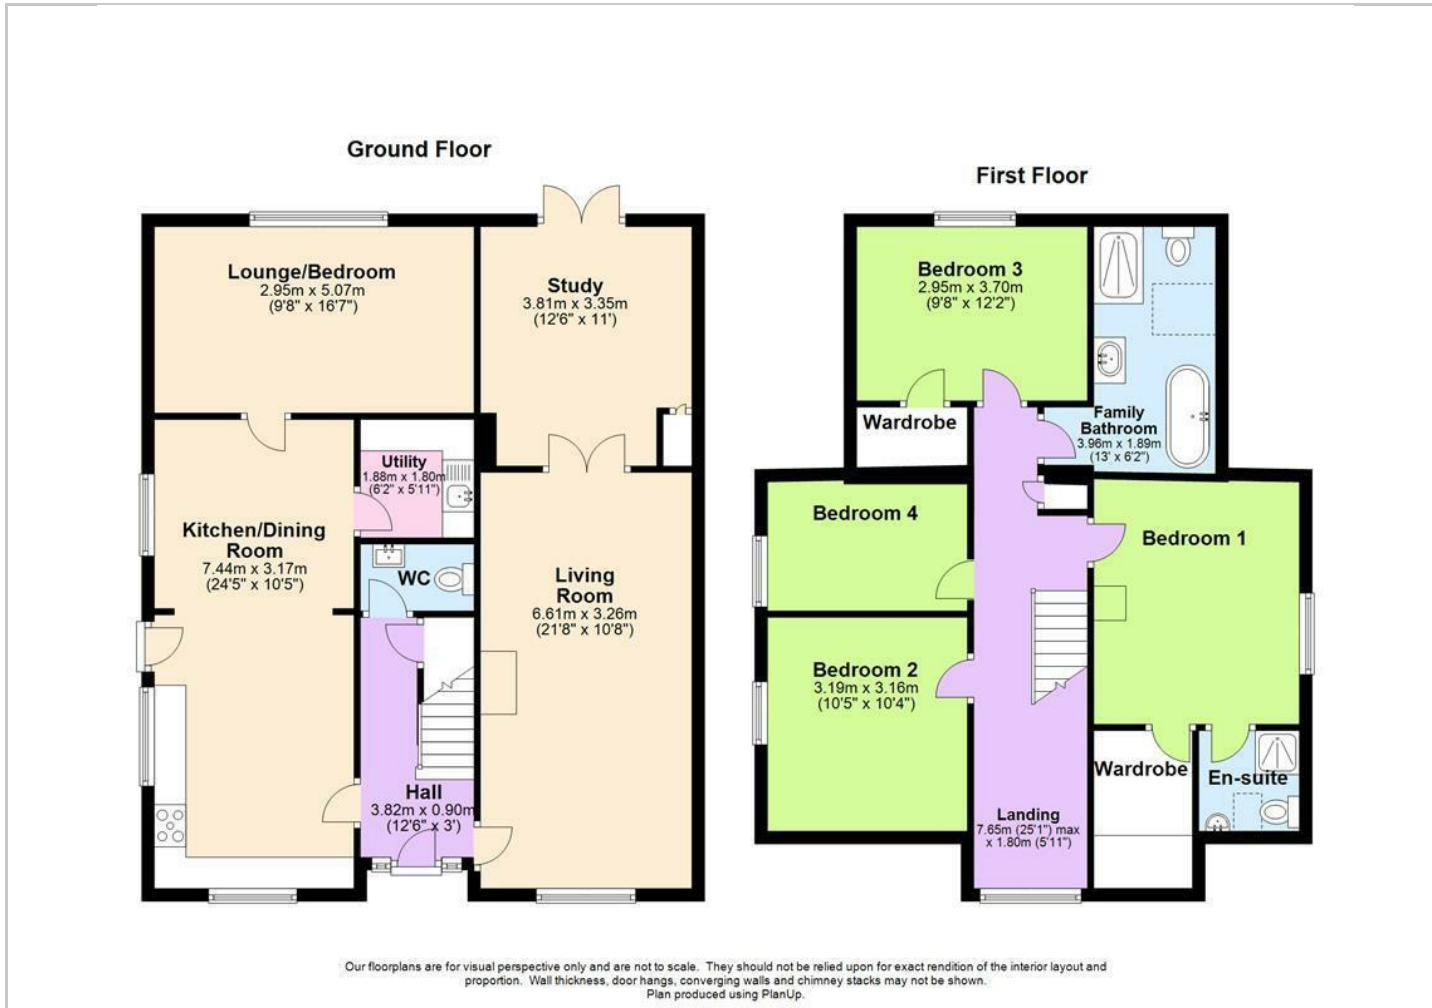 Ground Floor
Lounge/Bedroom
2.95m x 5.07m
(9'8" x 16'7")
Study
3.81m x 3.35m
(12'6" x 11')
Utility
1.88m x 1.80m
(6'2" x 5'11")
Kitchen/Dining
Room
7.44m x 3.17m
(24'5" x 10'5")
WC
Living
Room
6.61m x 3.26m
(21'8" x 10'8")
Hall
3.82m x 0.90m
(12'6" x 3')
First Floor
Bedroom 3
2.95m x 3.70m
(9'8" x 12'2")
Wardrobe
Family
Bathroom
3.96m x 1.89m
(13' x 6'2")
Bedroom 4
Bedroom 1
Bedroom 2
3.19m x 3.16m
(10'5" x 10'4")
Wardrobe
En-suite
Landing
7.65m (25'1") max
x 1.80m (5'11")
Our floorplans are for visual perspective only and are not to scale. They should not be relied upon for exact rendition of the interior layout and
proportion. Wall thickness, door hangs, converging walls and chimney stacks may not be shown.
Plan produced using PlanUp.